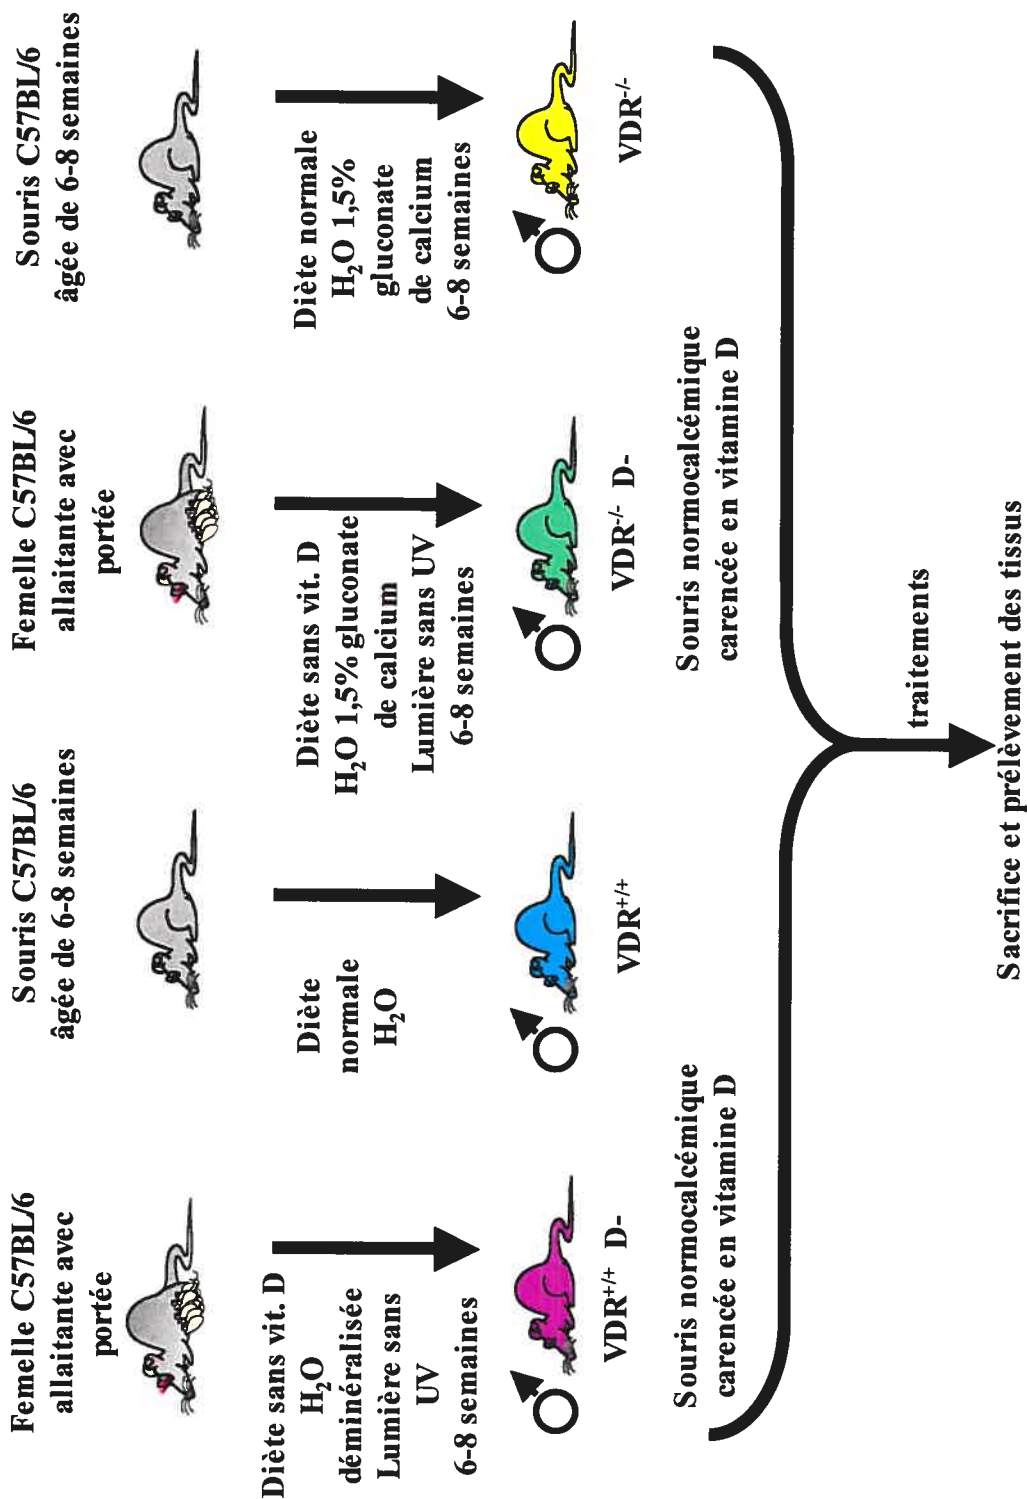 Femelle C57BL/6
allaitante avec
portée
Diète sans vit. D
H₂O
déminéralisée
Lumière sans
UV
6-8 semaines
VDR⁺/⁺ D-
Souris normocalcémique
carencée en vitamine D
Souris C57BL/6
âgée de 6-8 semaines
Diète
normale
H₂O
VDR⁺/⁺
Femelle C57BL/6
allaitante avec
portée
Diète sans vit. D
H₂O 1,5% gluconate
de calcium
Lumière sans UV
6-8 semaines
VDR⁻/⁻ D-
Souris normocalcémique
carencée en vitamine D
Souris C57BL/6
âgée de 6-8 semaines
Diète normale
H₂O 1,5%
gluconate
de calcium
6-8 semaines
VDR⁻/⁻
traitements
Sacrifice et prélèvement des tissus